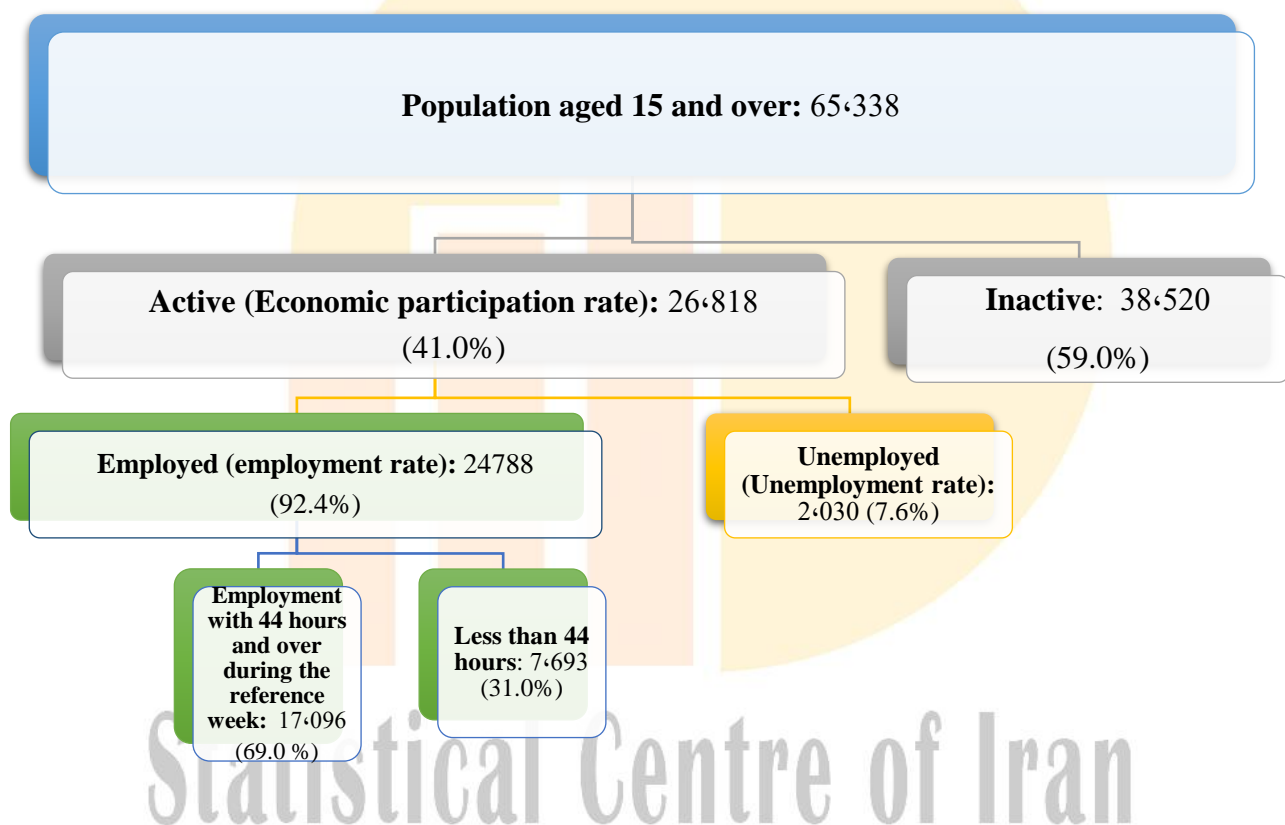 Population aged 15 and over: 65،338
Active (Economic participation rate): 26،818
(41.0%)
Inactive: 38،520
(59.0%)
Employed (employment rate): 24788
(92.4%)
Unemployed
(Unemployment rate):
2،030 (7.6%)
Employment
with 44 hours
and over
during the
reference
week: 17،096
(69.0 %)
Less than 44
hours: 7،693
(31.0%)
Statistical Centre of Iran